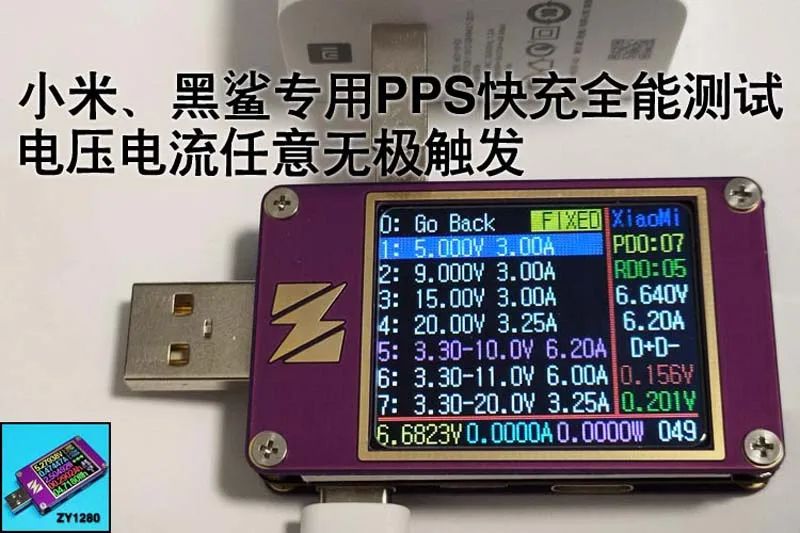 小米、黑鲨专用PPS快充全能测试
电压电流任意无极触发
0: Go Back FIXED XiaoMi
1: 5.000V 3.00A PDO:07
2: 9.000V 3.00A RDO:05
3: 15.00V 3.00A 6.640V
4: 20.00V 3.25A 6.20A
5: 3.30-10.0V 6.20A D+D-
6: 3.30-11.0V 6.00A 0.156V
7: 3.30-20.0V 3.25A 0.201V
6.6823V 0.0000A 0.0000W 049
ZY1280